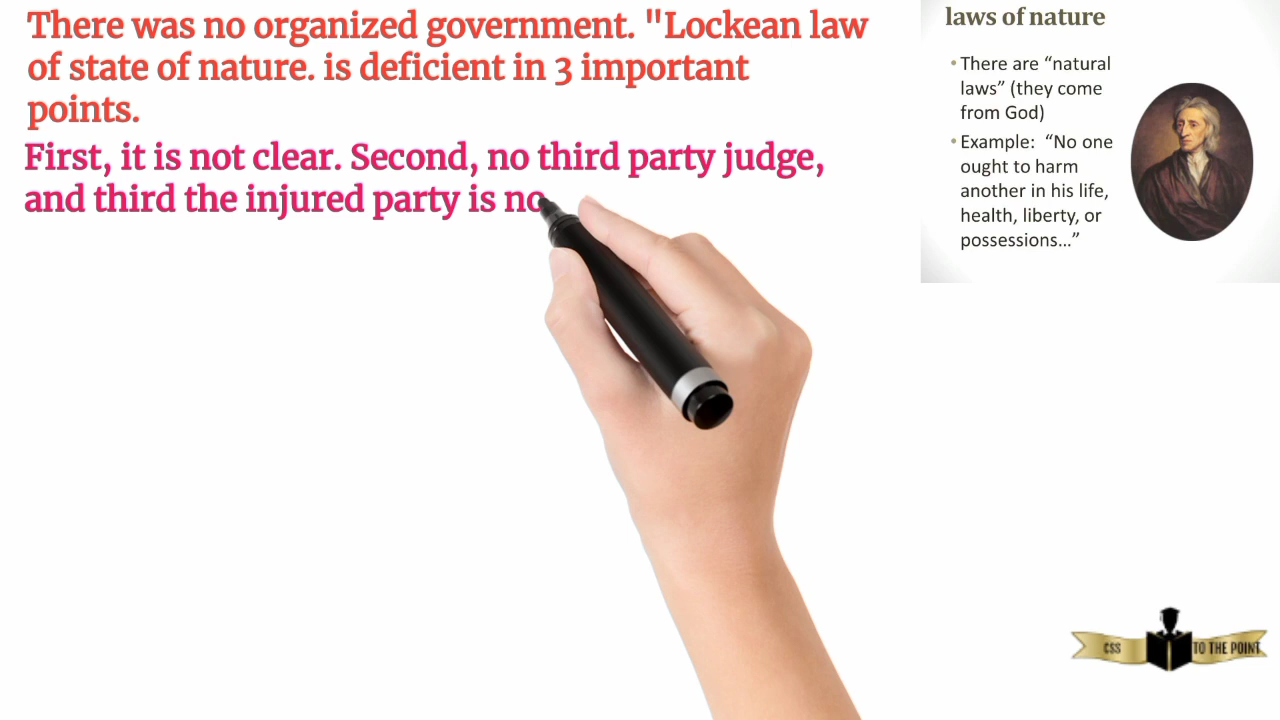 There was no organized government. "Lockean law
of state of nature. is deficient in 3 important
points.
First, it is not clear. Second, no third party judge,
and third the injured party is no
laws of nature
• There are “natural
laws” (they come
from God)
• Example: “No one
ought to harm
another in his life,
health, liberty, or
possessions...”
CSS TO THE POINT